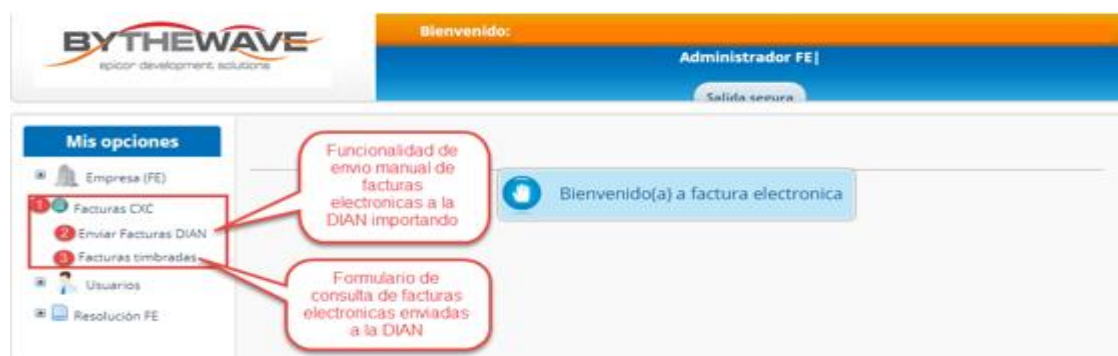 BYTHEWAVE
epicor development solutions
Bienvenido:
Administrador FE|
Salida segura
Mis opciones
Empresa (FE)
1 Facturas CXC
2 Enviar Facturas DIAN
3 Facturas timbradas
Usuarios
Resolución FE
Funcionalidad de
envio manual de
facturas
electronicas a la
DIAN importando
Formulario de
consulta de facturas
electronicas enviadas
a la DIAN
Bienvenido(a) a factura electronica